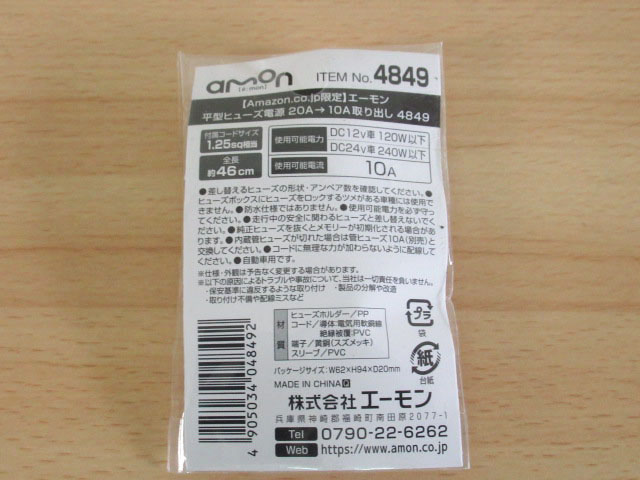 amon
[é:mɔn]
ITEM No.4849
【Amazon.co.jp限定】エーモン
平型ヒューズ電源 20A→10A取り出し 4849
付属コードサイズ
1.25sq相当
使用可能電力
DC12v車 120W以下
DC24v車 240W以下
全長
約46cm
使用可能電流
10A
●差し替えるヒューズの形状・アンペア数を確認してください。●
ヒューズボックスにヒューズをロックするツメがある車種には使用で
きません。●防水仕様ではありません。●使用可能電力を必ず守っ
てください。●走行中の安全に関わるヒューズと差し替えないでく
ださい。●純正ヒューズを抜くとメモリーが初期化される場合があ
ります。●内蔵管ヒューズが切れた場合は管ヒューズ10A(別売)と
交換してください。●コードに無理な力が加わらないように配線して
ください。●自動車用です。
※仕様・外観は予告なく変更する場合があります。
※以下の原因によるトラブルや事故について、当社は一切責任を負いません。
・保安基準に違反するような取り付け ・製品の分解や改造
・取り付け不備や配線ミスなど
材質
ヒューズホルダー/PP
コード/導体:電気用軟銅線
絶縁被覆:PVC
端子/黄銅(スズメッキ)
スリーブ/PVC
プラ
袋
紙
台紙
パッケージサイズ:W62×H94×D20mm
MADE IN CHINA Q
株式会社 エーモン
兵庫県神崎郡福崎町南田原2077-1
Tel 0790-22-6262
Web https://www.amon.co.jp
4 905034 048492